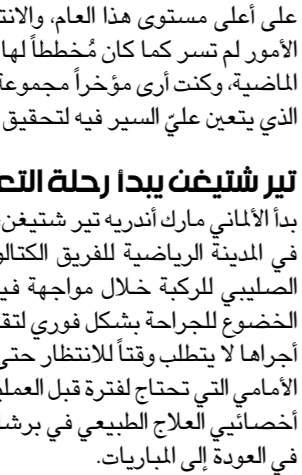 على أعلى مستوى هذا العام، والانت
الأمور لم تسر كما كان مُخططاً لها
الماضية، وكنت أرى مؤخراً مجموعة
الذي يتعين عليّ السير فيه لتحقيق
تير شتيغن يبدأ رحلة التع
بدأ الألماني مارك أندريه تير شتيغن،
في المدينة الرياضية للفريق الكتالو
الصليبي للركبة خلال مواجهة في
الخضوع للجراحة بشكل فوري لتق
أجراها لا يتطلب وقتاً للانتظار حتى
الأمامي التي تحتاج لفترة قبل العملي
أخصائيي العلاج الطبيعي في برشا
في العودة إلى المباريات.